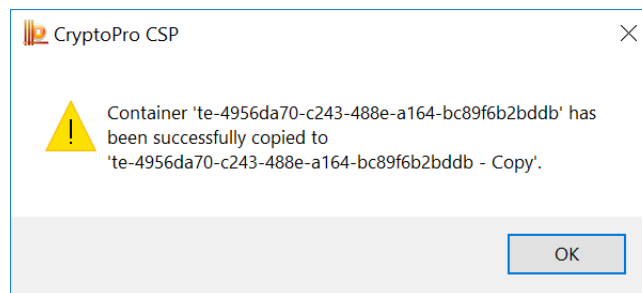 CryptoPro CSP
Container 'te-4956da70-c243-488e-a164-bc89f6b2bddb' has
been successfully copied to
'te-4956da70-c243-488e-a164-bc89f6b2bddb - Copy'.
OK